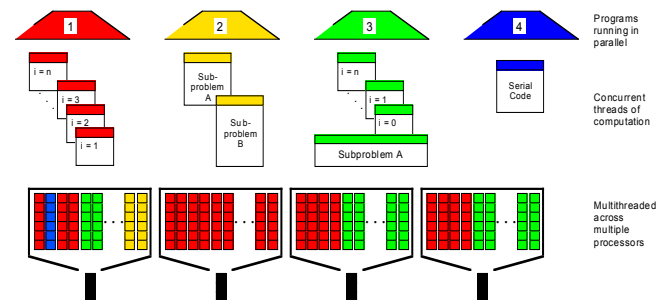 1
2
3
4
Programs
running in
parallel
i = n
i = 3
i = 2
i = 1
Sub-
problem
A
Sub-
problem
B
i = n
i = 1
i = 0
Subproblem A
Serial
Code
Concurrent
threads of
computation
. . .
. . .
. . .
. . .
Multithreaded
across
multiple
processors